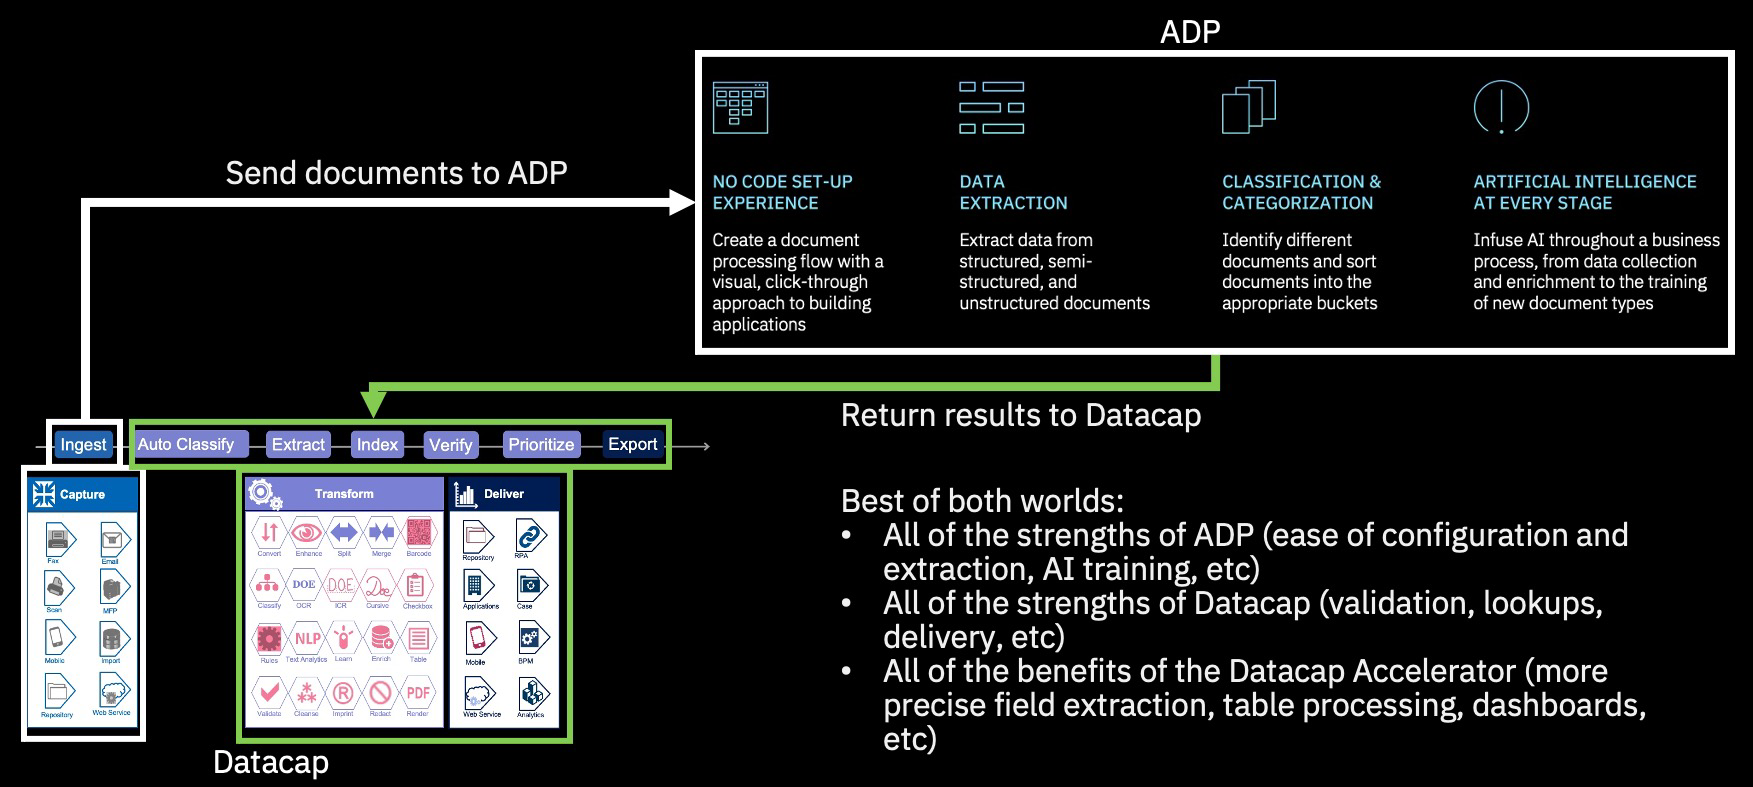 ADP
NO CODE SET-UP
EXPERIENCE
Create a document
processing flow with a
visual, click-through
approach to building
applications
DATA
EXTRACTION
Extract data from
structured, semi-
structured, and
unstructured documents
CLASSIFICATION &
CATEGORIZATION
Identify different
documents and sort
documents into the
appropriate buckets
ARTIFICIAL INTELLIGENCE
AT EVERY STAGE
Infuse AI throughout a business
process, from data collection
and enrichment to the training
of new document types
Send documents to ADP
Return results to Datacap
Ingest
Auto Classify
Extract
Index
Verify
Prioritize
Export
Capture
Fax
Email
Scan
MFP
Mobile
Import
Repository
Web Service
Transform
Convert
Enhance
Split
Merge
Barcode
Classify
DOE
OCR
D.O.E.
ICR
Doe
Cursive
Checkbox
Rules
NLP
Text Analytics
Learn
Enrich
Table
Validate
Cleanse
R
Imprint
Redact
PDF
Render
Deliver
Repository
RPA
Applications
Case
Mobile
BPM
Web Service
Analytics
Datacap
Best of both worlds:
• All of the strengths of ADP (ease of configuration and
extraction, AI training, etc)
• All of the strengths of Datacap (validation, lookups,
delivery, etc)
• All of the benefits of the Datacap Accelerator (more
precise field extraction, table processing, dashboards,
etc)